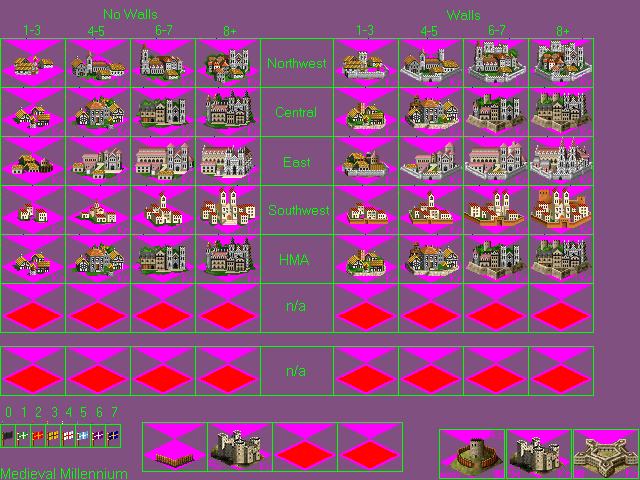 No Walls Walls
1-3 4-5 6-7 8+ 1-3 4-5 6-7 8+
Northwest
Central
East
Southwest
HMA
n/a
n/a
0 1 2 3 4 5 6 7
Medieval Millennium